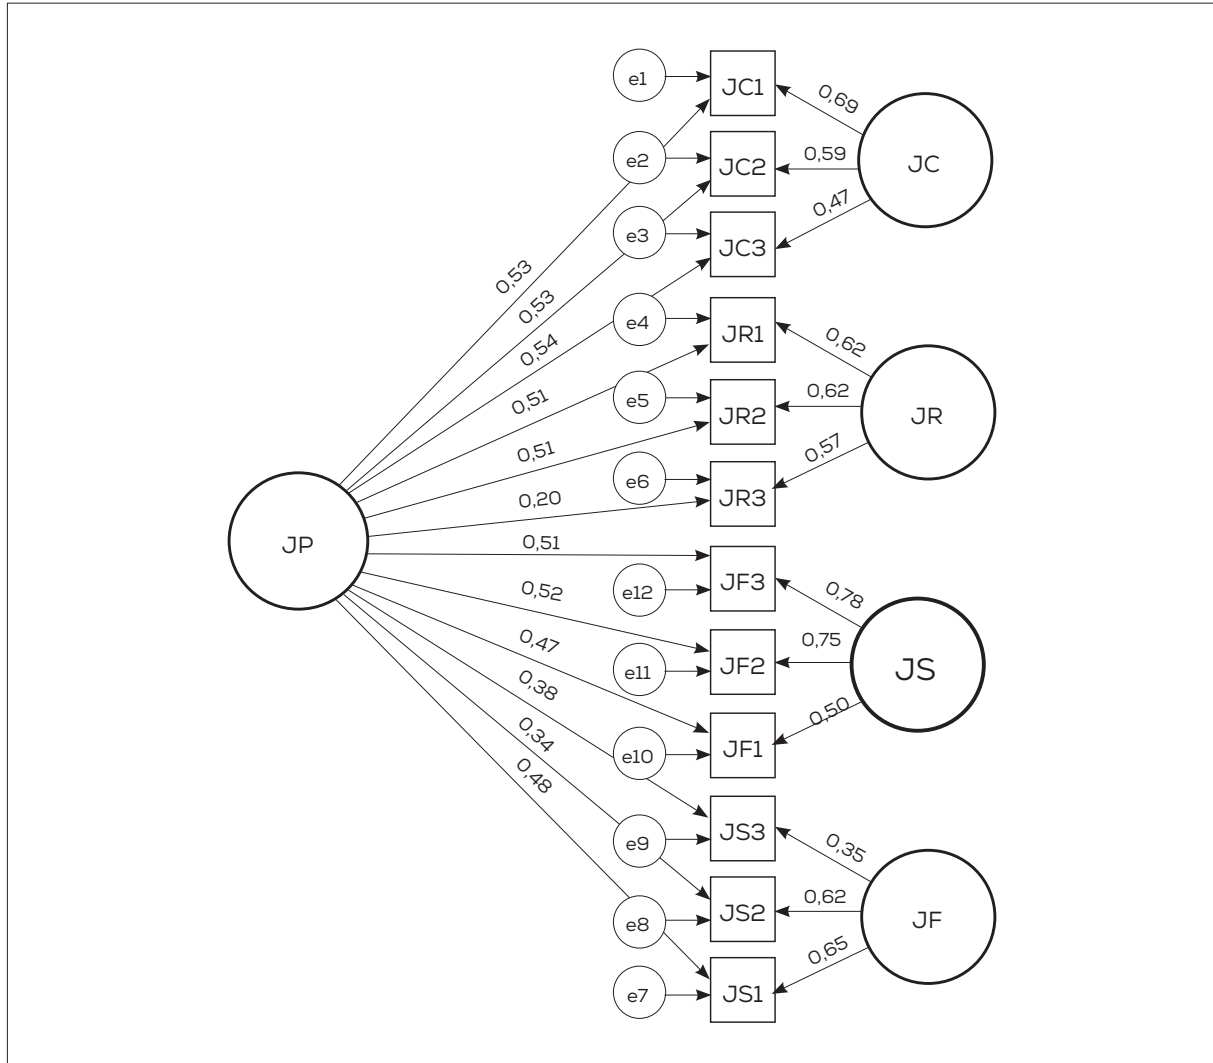 e1
JC1
0,69
e2
JC2
0,59
JC
e3
JC3
0,47
0,53
0,53
e4
JR1
0,62
0,54
e5
JR2
0,62
JR
0,51
0,51
e6
JR3
0,57
0,20
JP
0,51
e12
JF3
0,78
0,52
e11
JF2
0,75
JS
0,47
0,38
0,50
e10
JF1
0,34
0,48
e9
JS3
0,35
e8
JS2
0,62
JF
e7
JS1
0,65